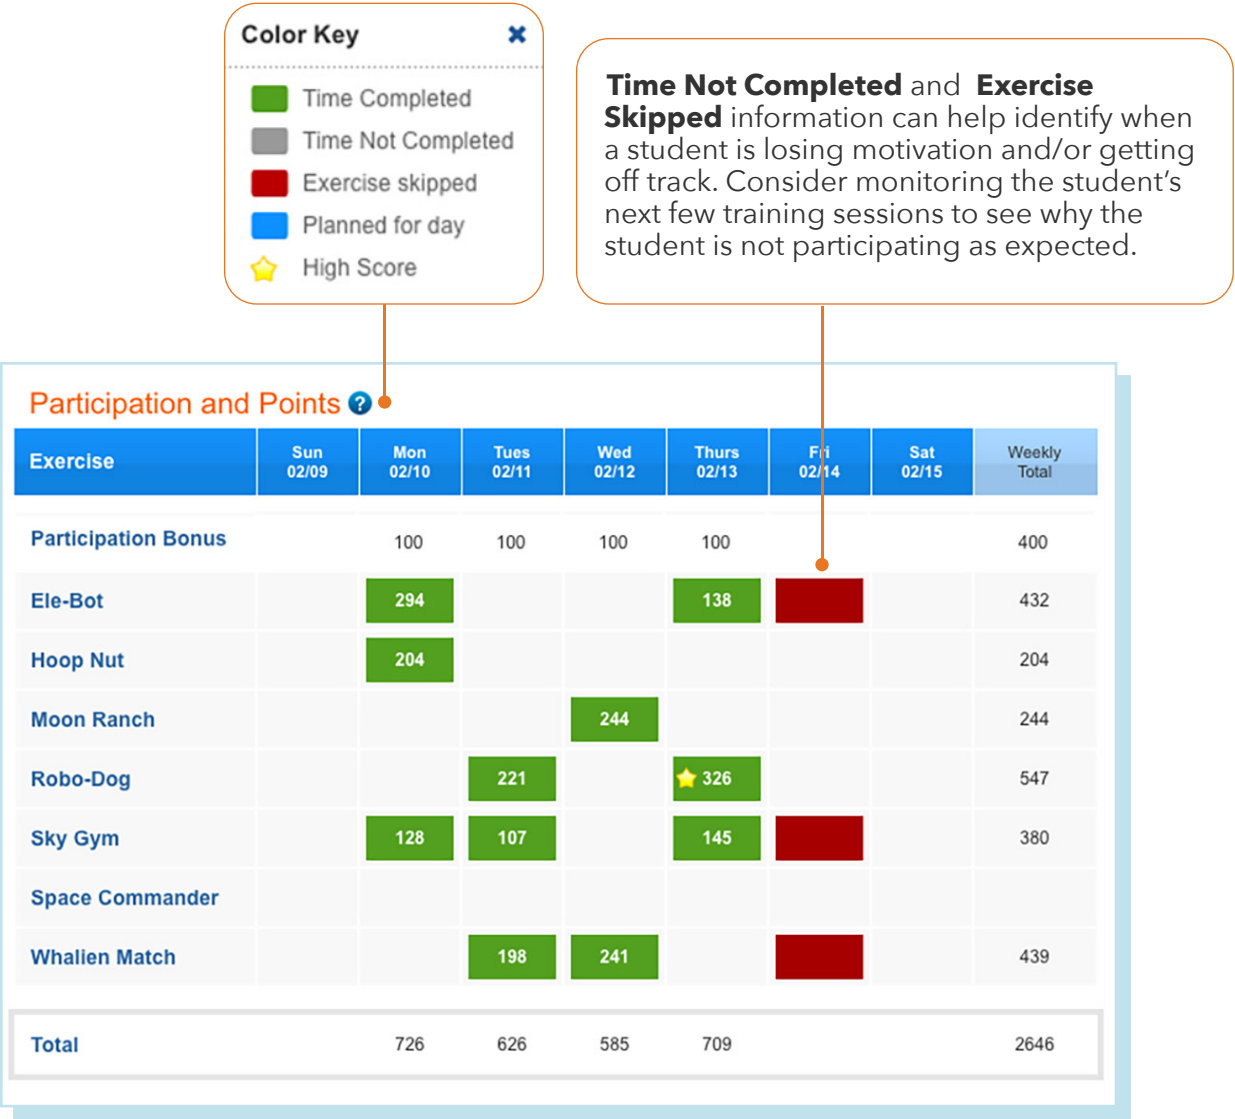 Color Key
Time Completed
Time Not Completed
Exercise skipped
Planned for day
High Score
Time Not Completed and Exercise
Skipped information can help identify when
a student is losing motivation and/or getting
off track. Consider monitoring the student’s
next few training sessions to see why the
student is not participating as expected.
Participation and Points ?
Exercise Sun 02/09 Mon 02/10 Tues 02/11 Wed 02/12 Thurs 02/13 Fri 02/14 Sat 02/15 Weekly Total
Participation Bonus 100 100 100 100 400
Ele-Bot 294 138 432
Hoop Nut 204 204
Moon Ranch 244 244
Robo-Dog 221 326 547
Sky Gym 128 107 145 380
Space Commander
Whalien Match 198 241 439
Total 726 626 585 709 2646